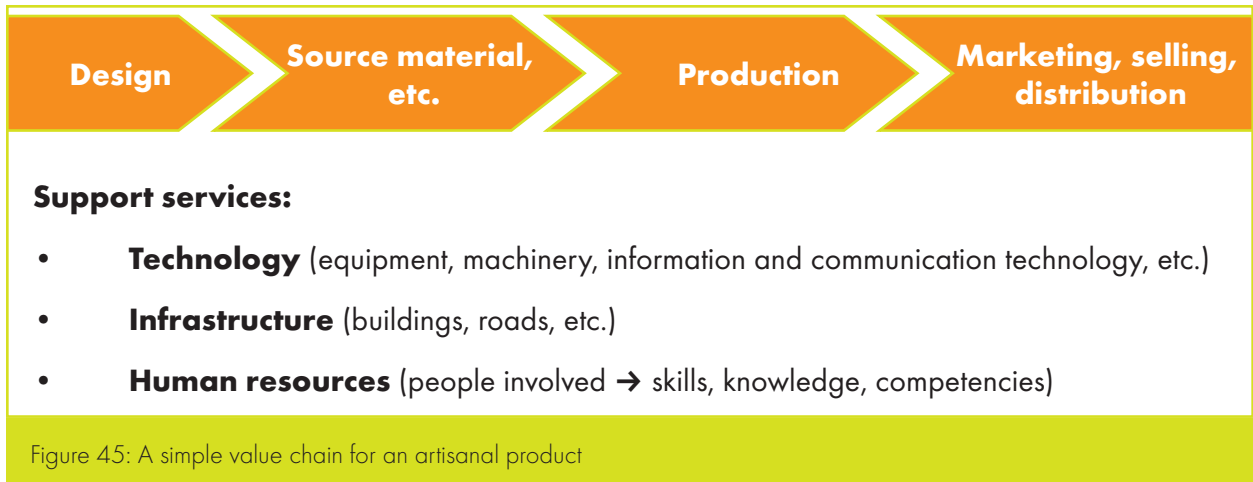 Design
Source material,
etc.
Production
Marketing, selling,
distribution
Support services:
• Technology (equipment, machinery, information and communication technology, etc.)
• Infrastructure (buildings, roads, etc.)
• Human resources (people involved → skills, knowledge, competencies)
Figure 45: A simple value chain for an artisanal product